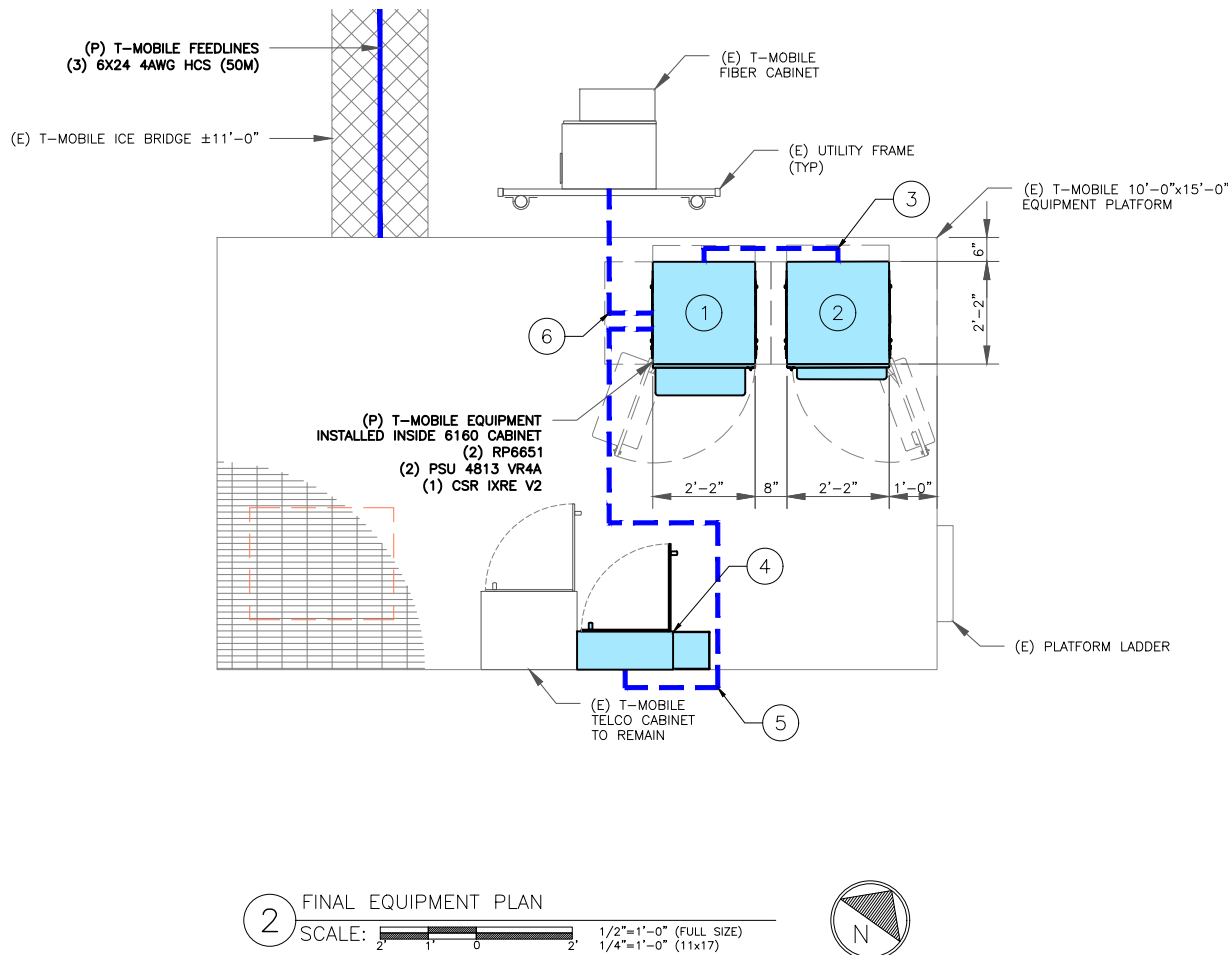 (P) T-MOBILE FEEDLINES
(3) 6X24 4AWG HCS (50M)
(E) T-MOBILE
FIBER CABINET
(E) T-MOBILE ICE BRIDGE ±11'-0"
(E) UTILITY FRAME
(TYP)
(E) T-MOBILE 10'-0"x15'-0"
EQUIPMENT PLATFORM
3
6"
2'-2"
1
2
6
(P) T-MOBILE EQUIPMENT
INSTALLED INSIDE 6160 CABINET
(2) RP6651
(2) PSU 4813 VR4A
(1) CSR IXRE V2
2'-2"
8"
2'-2"
1'-0"
4
(E) PLATFORM LADDER
(E) T-MOBILE
TELCO CABINET
TO REMAIN
5
2
FINAL EQUIPMENT PLAN
SCALE:
2'
1'
0
2'
1/2"=1'-0" (FULL SIZE)
1/4"=1'-0" (11x17)
N